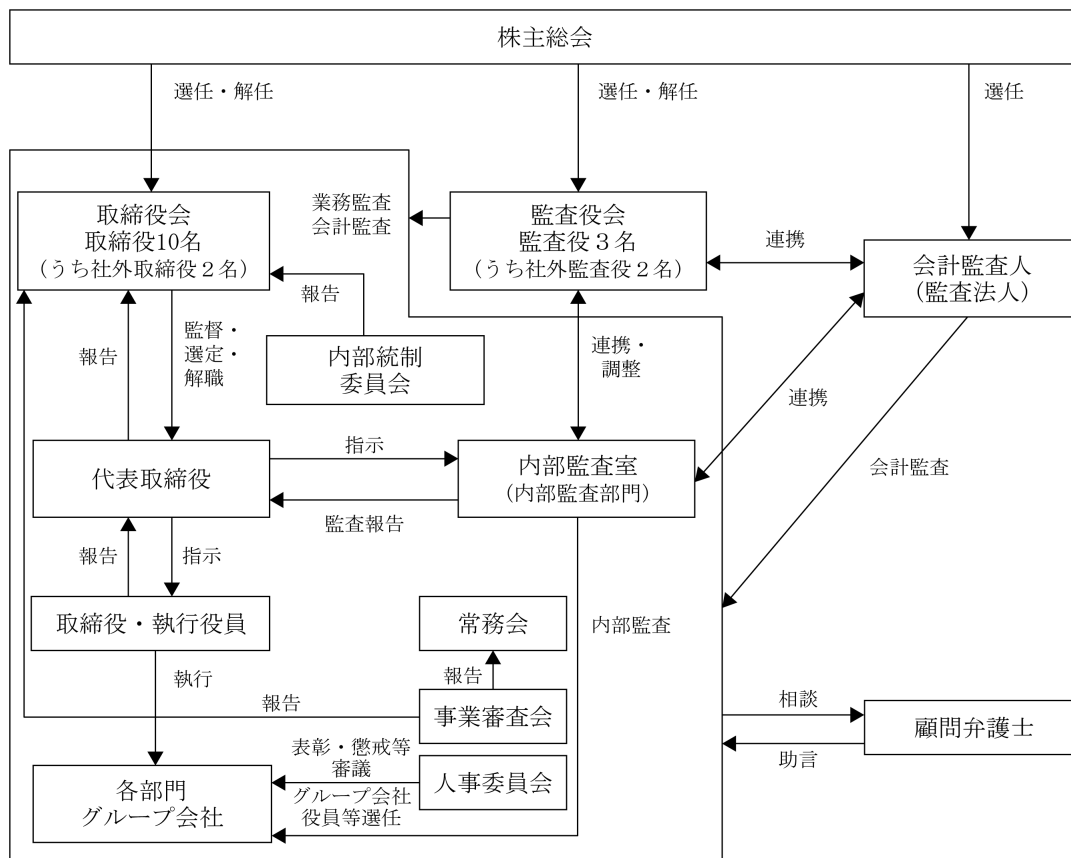 株主総会
選任・解任
選任・解任
選任
取締役会
取締役10名
(うち社外取締役2名)
業務監査
会計監査
監査役会
監査役3名
(うち社外監査役2名)
連携
会計監査人
(監査法人)
報告
監督・
選定・
解職
報告
内部統制
委員会
連携・
調整
連携
会計監査
代表取締役
指示
監査報告
内部監査室
(内部監査部門)
報告
指示
取締役・執行役員
常務会
内部監査
執行
報告
報告
事業審査会
相談
顧問弁護士
助言
表彰・懲戒等
審議
人事委員会
グループ会社
役員等選任
各部門
グループ会社